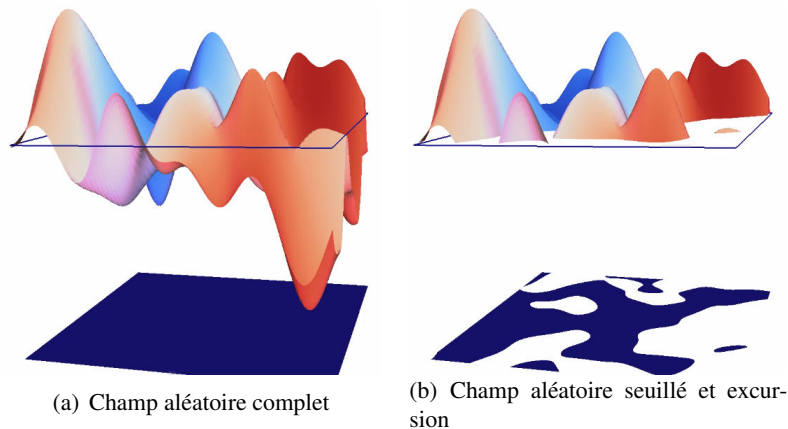 (a) Champ aléatoire complet
(b) Champ aléatoire seuillé et excur-
sion